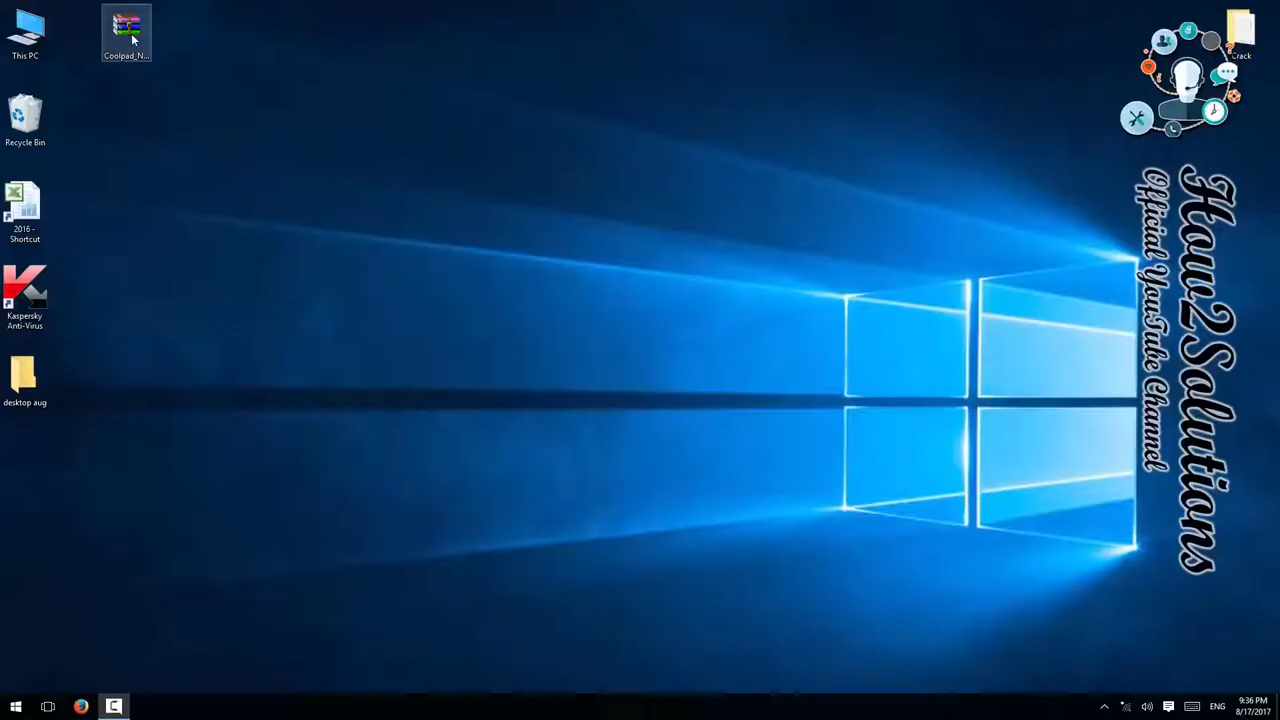 This PC
Coolpad_N...
Crack
Recycle Bin
2016 -
Shortcut
Kaspersky
Anti-Virus
desktop aug
How2Solutions
Official YouTube Channel
ENG
9:36 PM
8/17/2017